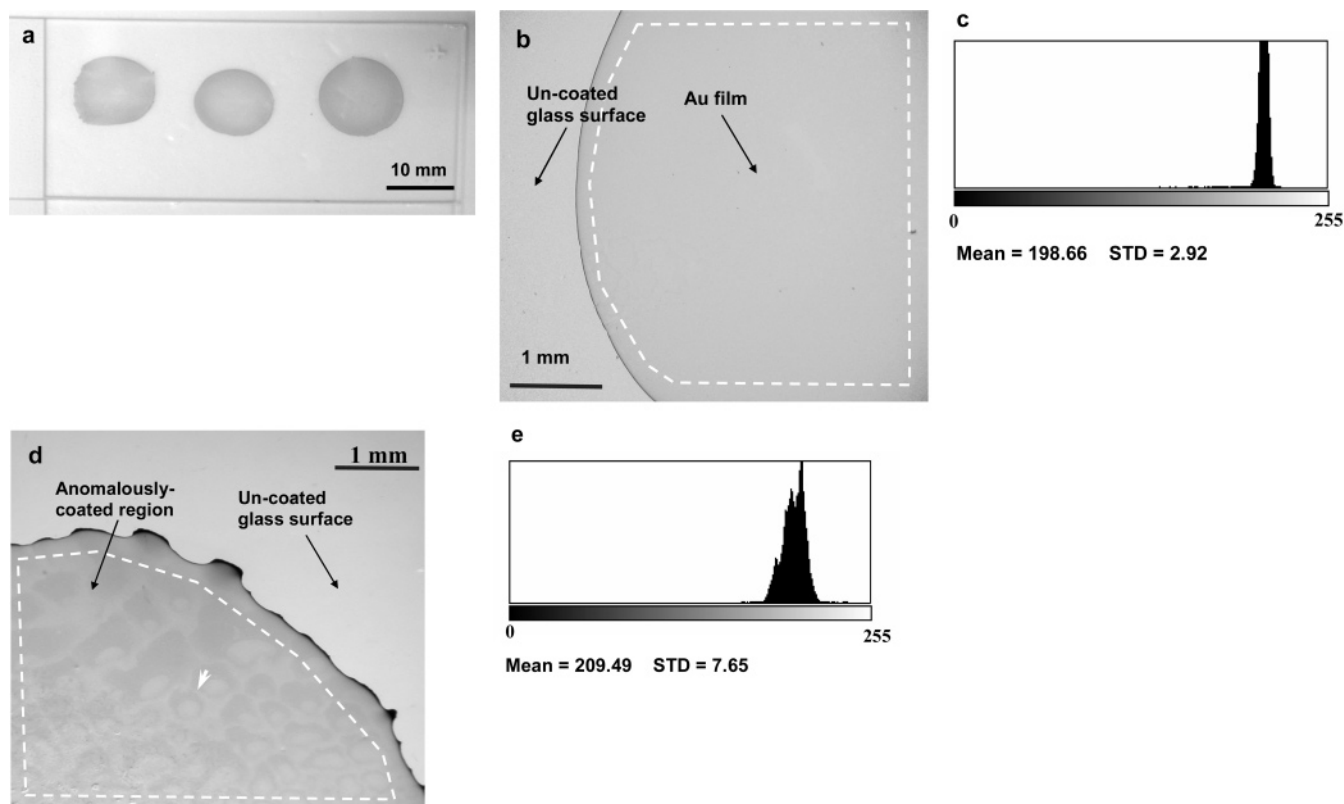 a
10 mm
b
Un-coated
glass surface
Au film
1 mm
c
0
255
Mean = 198.66 STD = 2.92
d
1 mm
Anomalously-
coated region
Un-coated
glass surface
e
0
255
Mean = 209.49 STD = 7.65